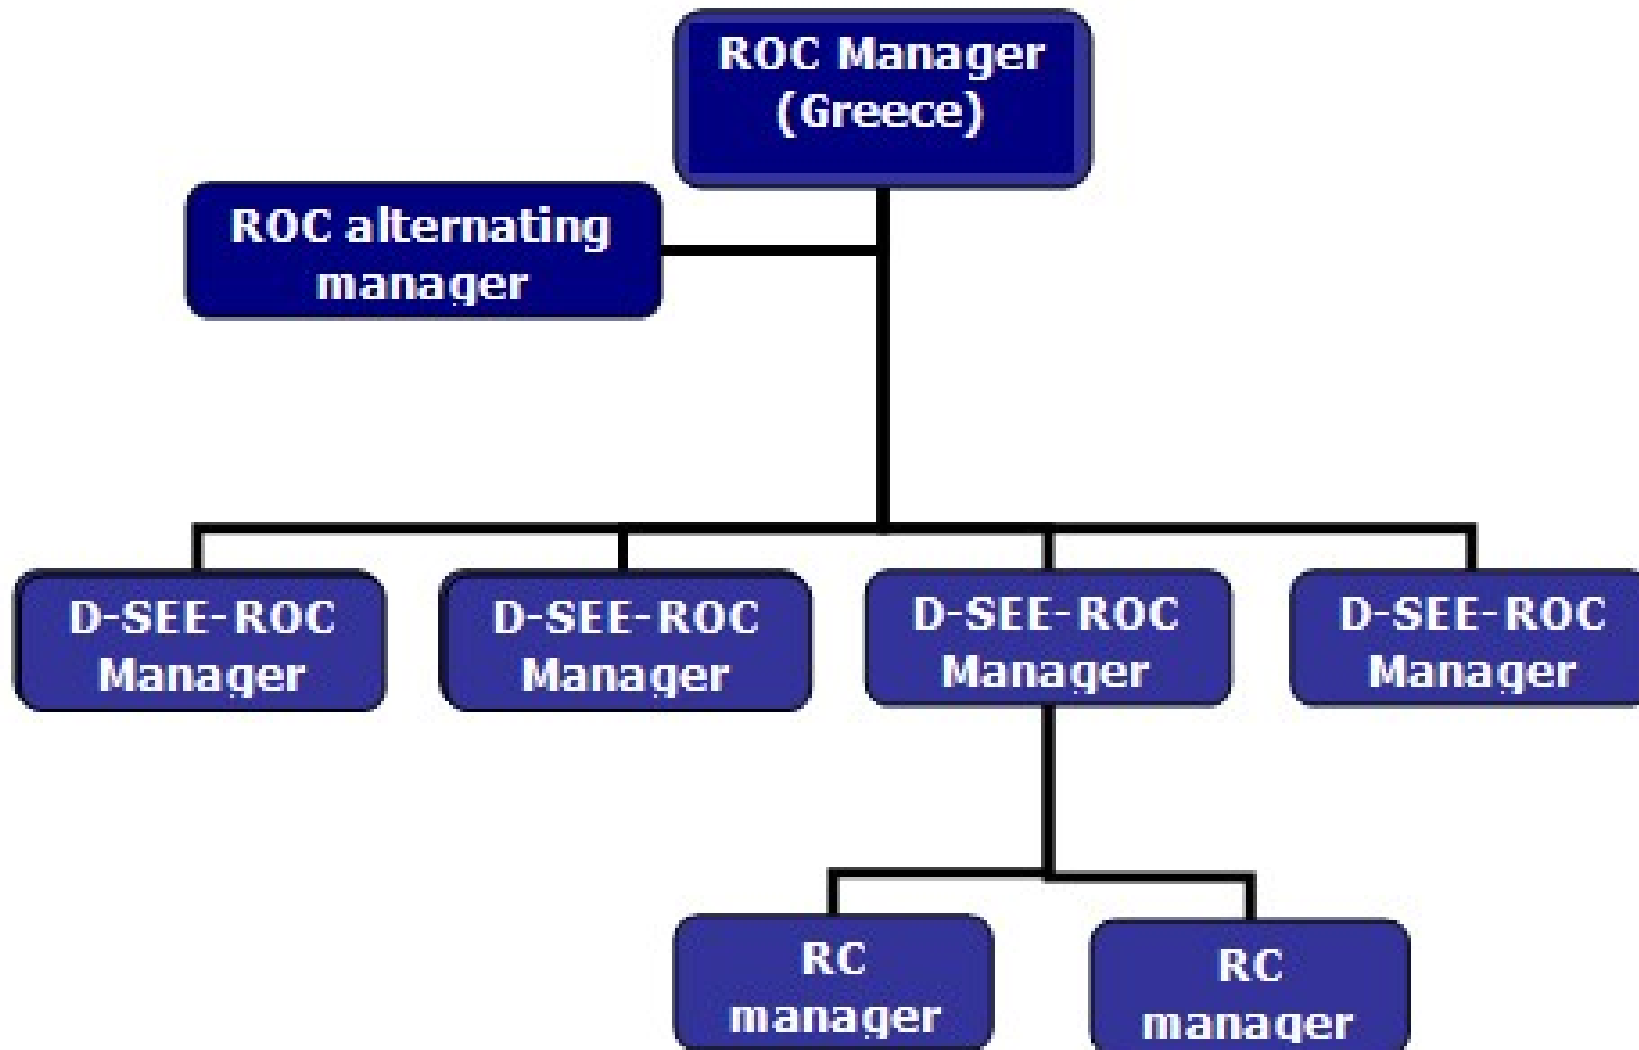 ROC Manager
(Greece)
ROC alternating
manager
D-SEE-ROC
Manager
D-SEE-ROC
Manager
D-SEE-ROC
Manager
D-SEE-ROC
Manager
RC
manager
RC
manager